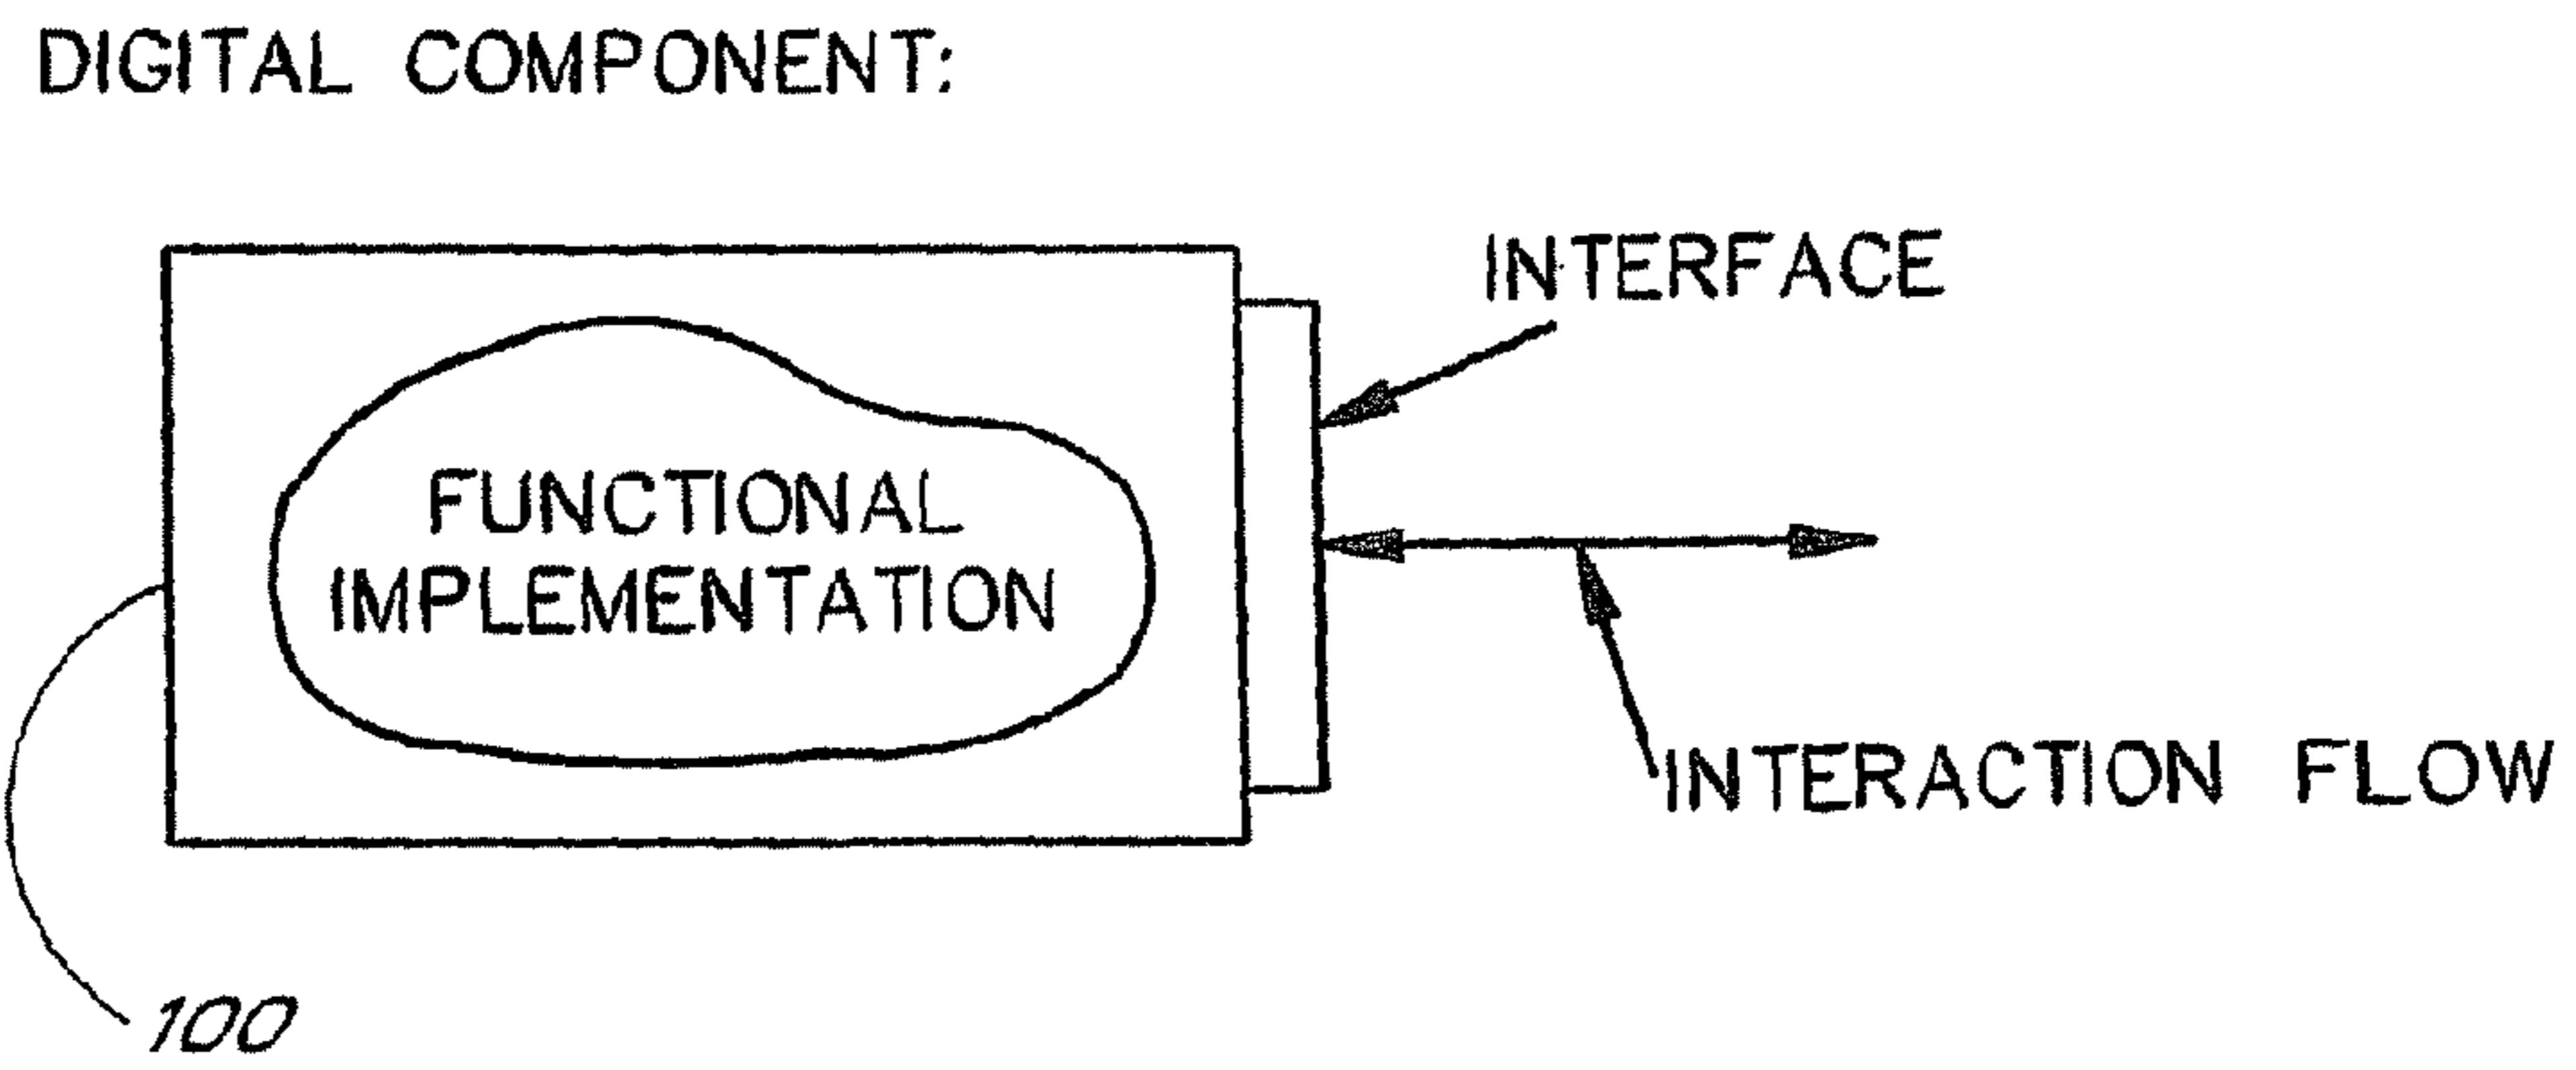 DIGITAL COMPONENT:
INTERFACE
FUNCTIONAL
IMPLEMENTATION
INTERACTION FLOW
100